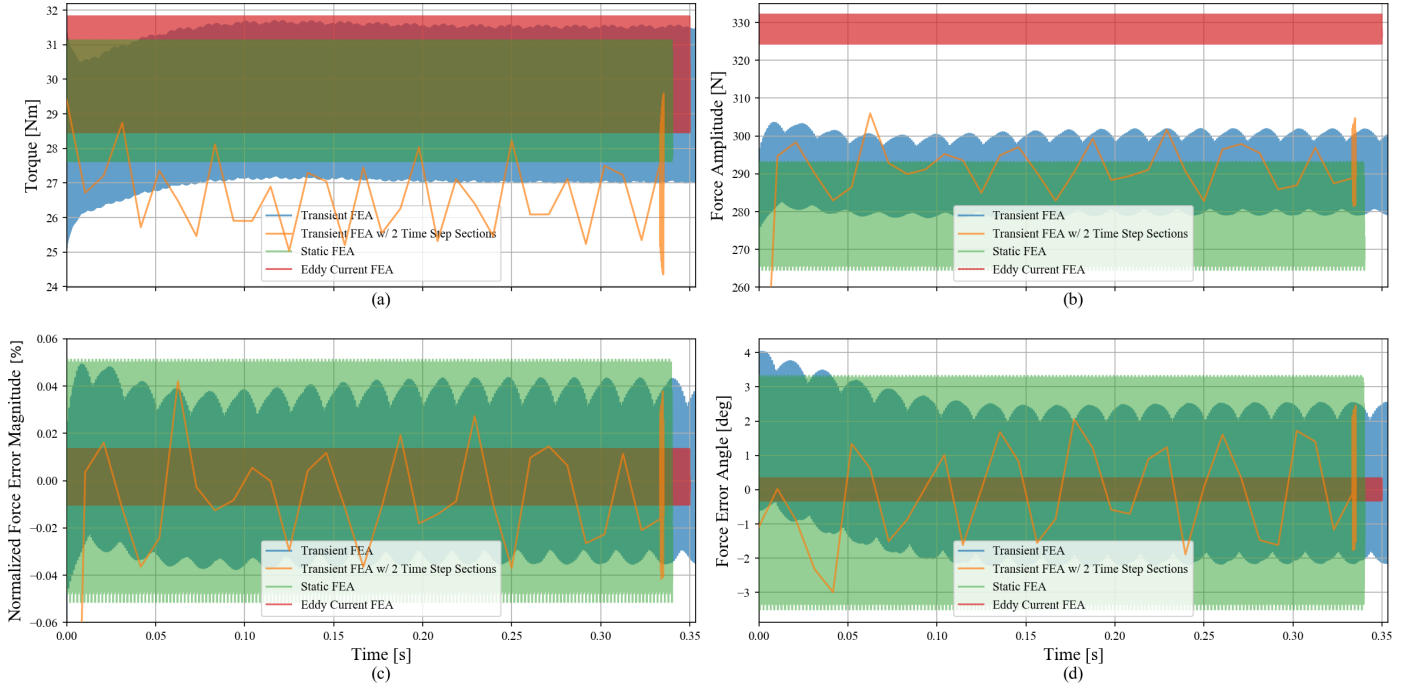 32
31
30
29
28
27
26
25
24
Torque [Nm]
Transient FEA
Transient FEA w/ 2 Time Step Sections
Static FEA
Eddy Current FEA
(a)
330
320
310
300
290
280
270
260
Force Amplitude [N]
Transient FEA
Transient FEA w/ 2 Time Step Sections
Static FEA
Eddy Current FEA
(b)
0.06
0.04
0.02
0.00
−0.02
−0.04
−0.06
Normalized Force Error Magnitude [%]
Transient FEA
Transient FEA w/ 2 Time Step Sections
Static FEA
Eddy Current FEA
0.00 0.05 0.10 0.15 0.20 0.25 0.30 0.35
Time [s]
(c)
4
3
2
1
0
−1
−2
−3
Force Error Angle [deg]
Transient FEA
Transient FEA w/ 2 Time Step Sections
Static FEA
Eddy Current FEA
0.00 0.05 0.10 0.15 0.20 0.25 0.30 0.35
Time [s]
(d)